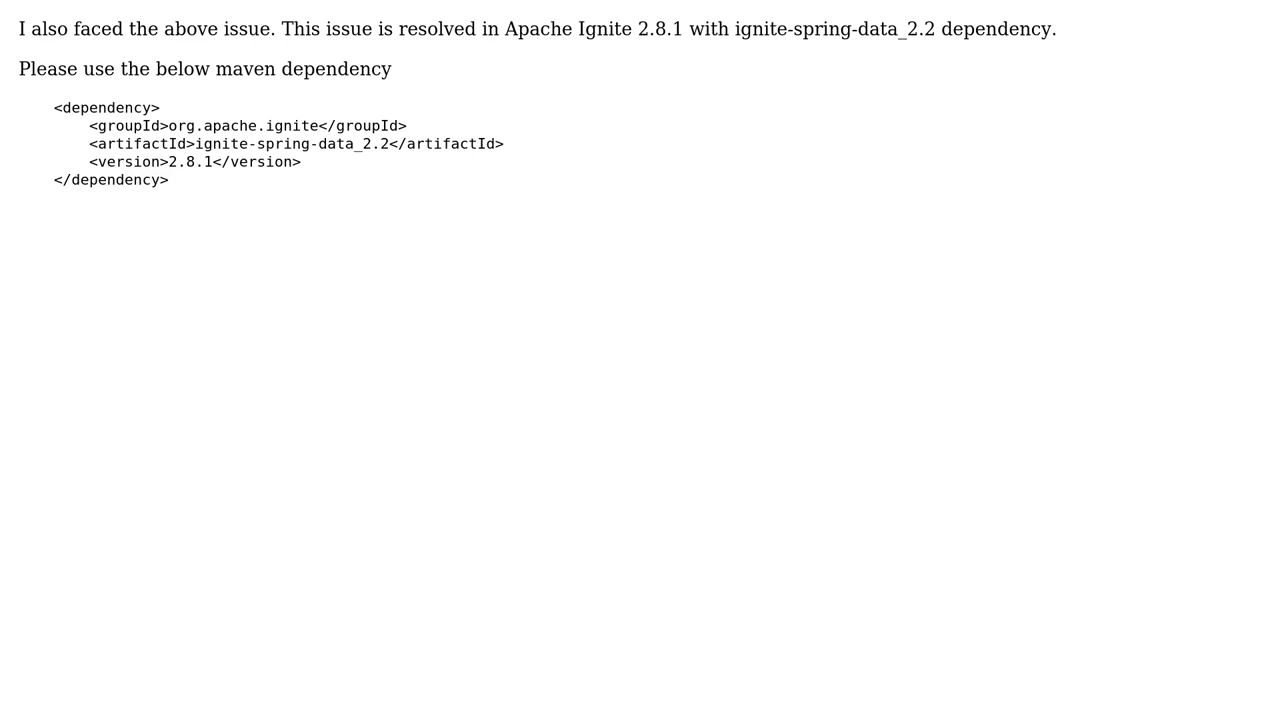 I also faced the above issue. This issue is resolved in Apache Ignite 2.8.1 with ignite-spring-data_2.2 dependency.
Please use the below maven dependency
    <dependency>
        <groupId>org.apache.ignite</groupId>
        <artifactId>ignite-spring-data_2.2</artifactId>
        <version>2.8.1</version>
    </dependency>